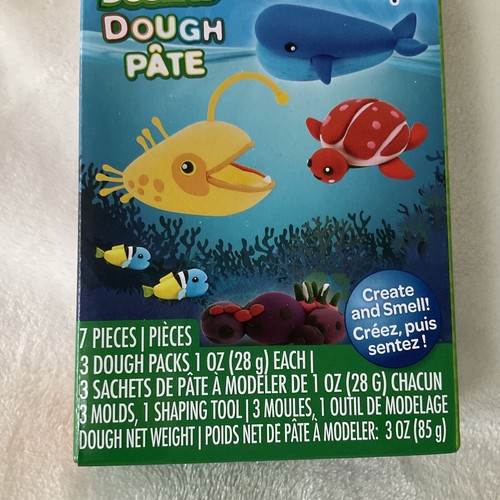 DOUGH
PÂTE
Create
and Smell!
Créez, puis
sentez !
7 PIECES | PIÈCES
3 DOUGH PACKS 1 OZ (28 g) EACH |
3 SACHETS DE PÂTE À MODELER DE 1 OZ (28 G) CHACUN
3 MOLDS, 1 SHAPING TOOL | 3 MOULES, 1 OUTIL DE MODELAGE
DOUGH NET WEIGHT | POIDS NET DE PÂTE À MODELER: 3 OZ (85 g)